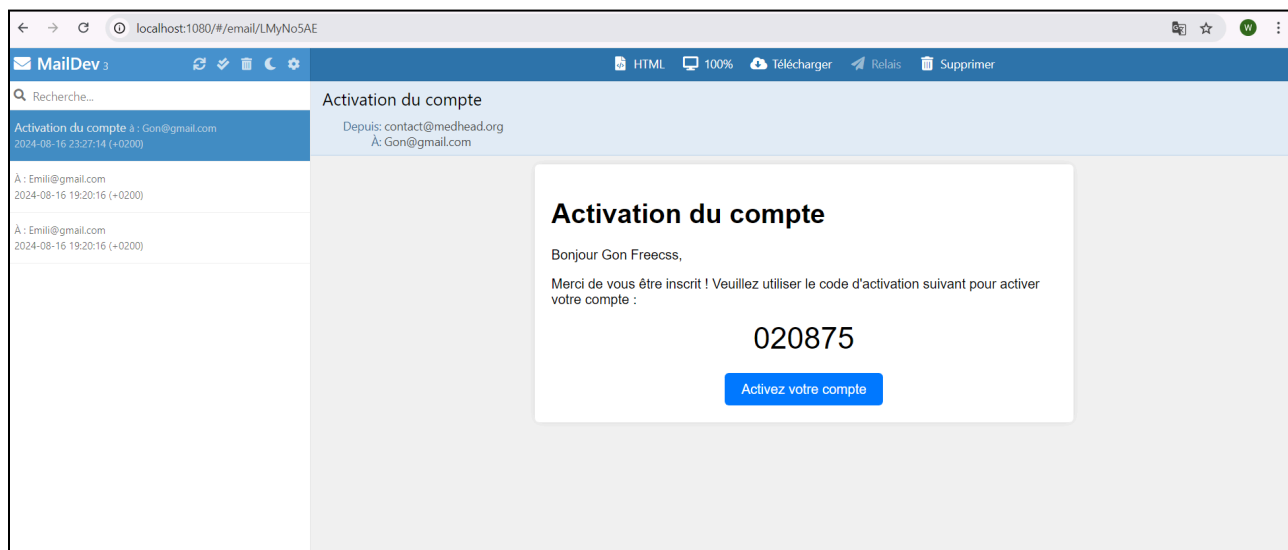 localhost:1080/#/email/LMyNo5AE
W
MailDev 3
HTML 100% Télécharger Relais Supprimer
Recherche...
Activation du compte à : Gon@gmail.com
2024-08-16 23:27:14 (+0200)
À : Emili@gmail.com
2024-08-16 19:20:16 (+0200)
À : Emili@gmail.com
2024-08-16 19:20:16 (+0200)
Activation du compte
Depuis: contact@medhead.org
À: Gon@gmail.com
Activation du compte
Bonjour Gon Freecss,
Merci de vous être inscrit ! Veuillez utiliser le code d'activation suivant pour activer
votre compte :
020875
Activez votre compte